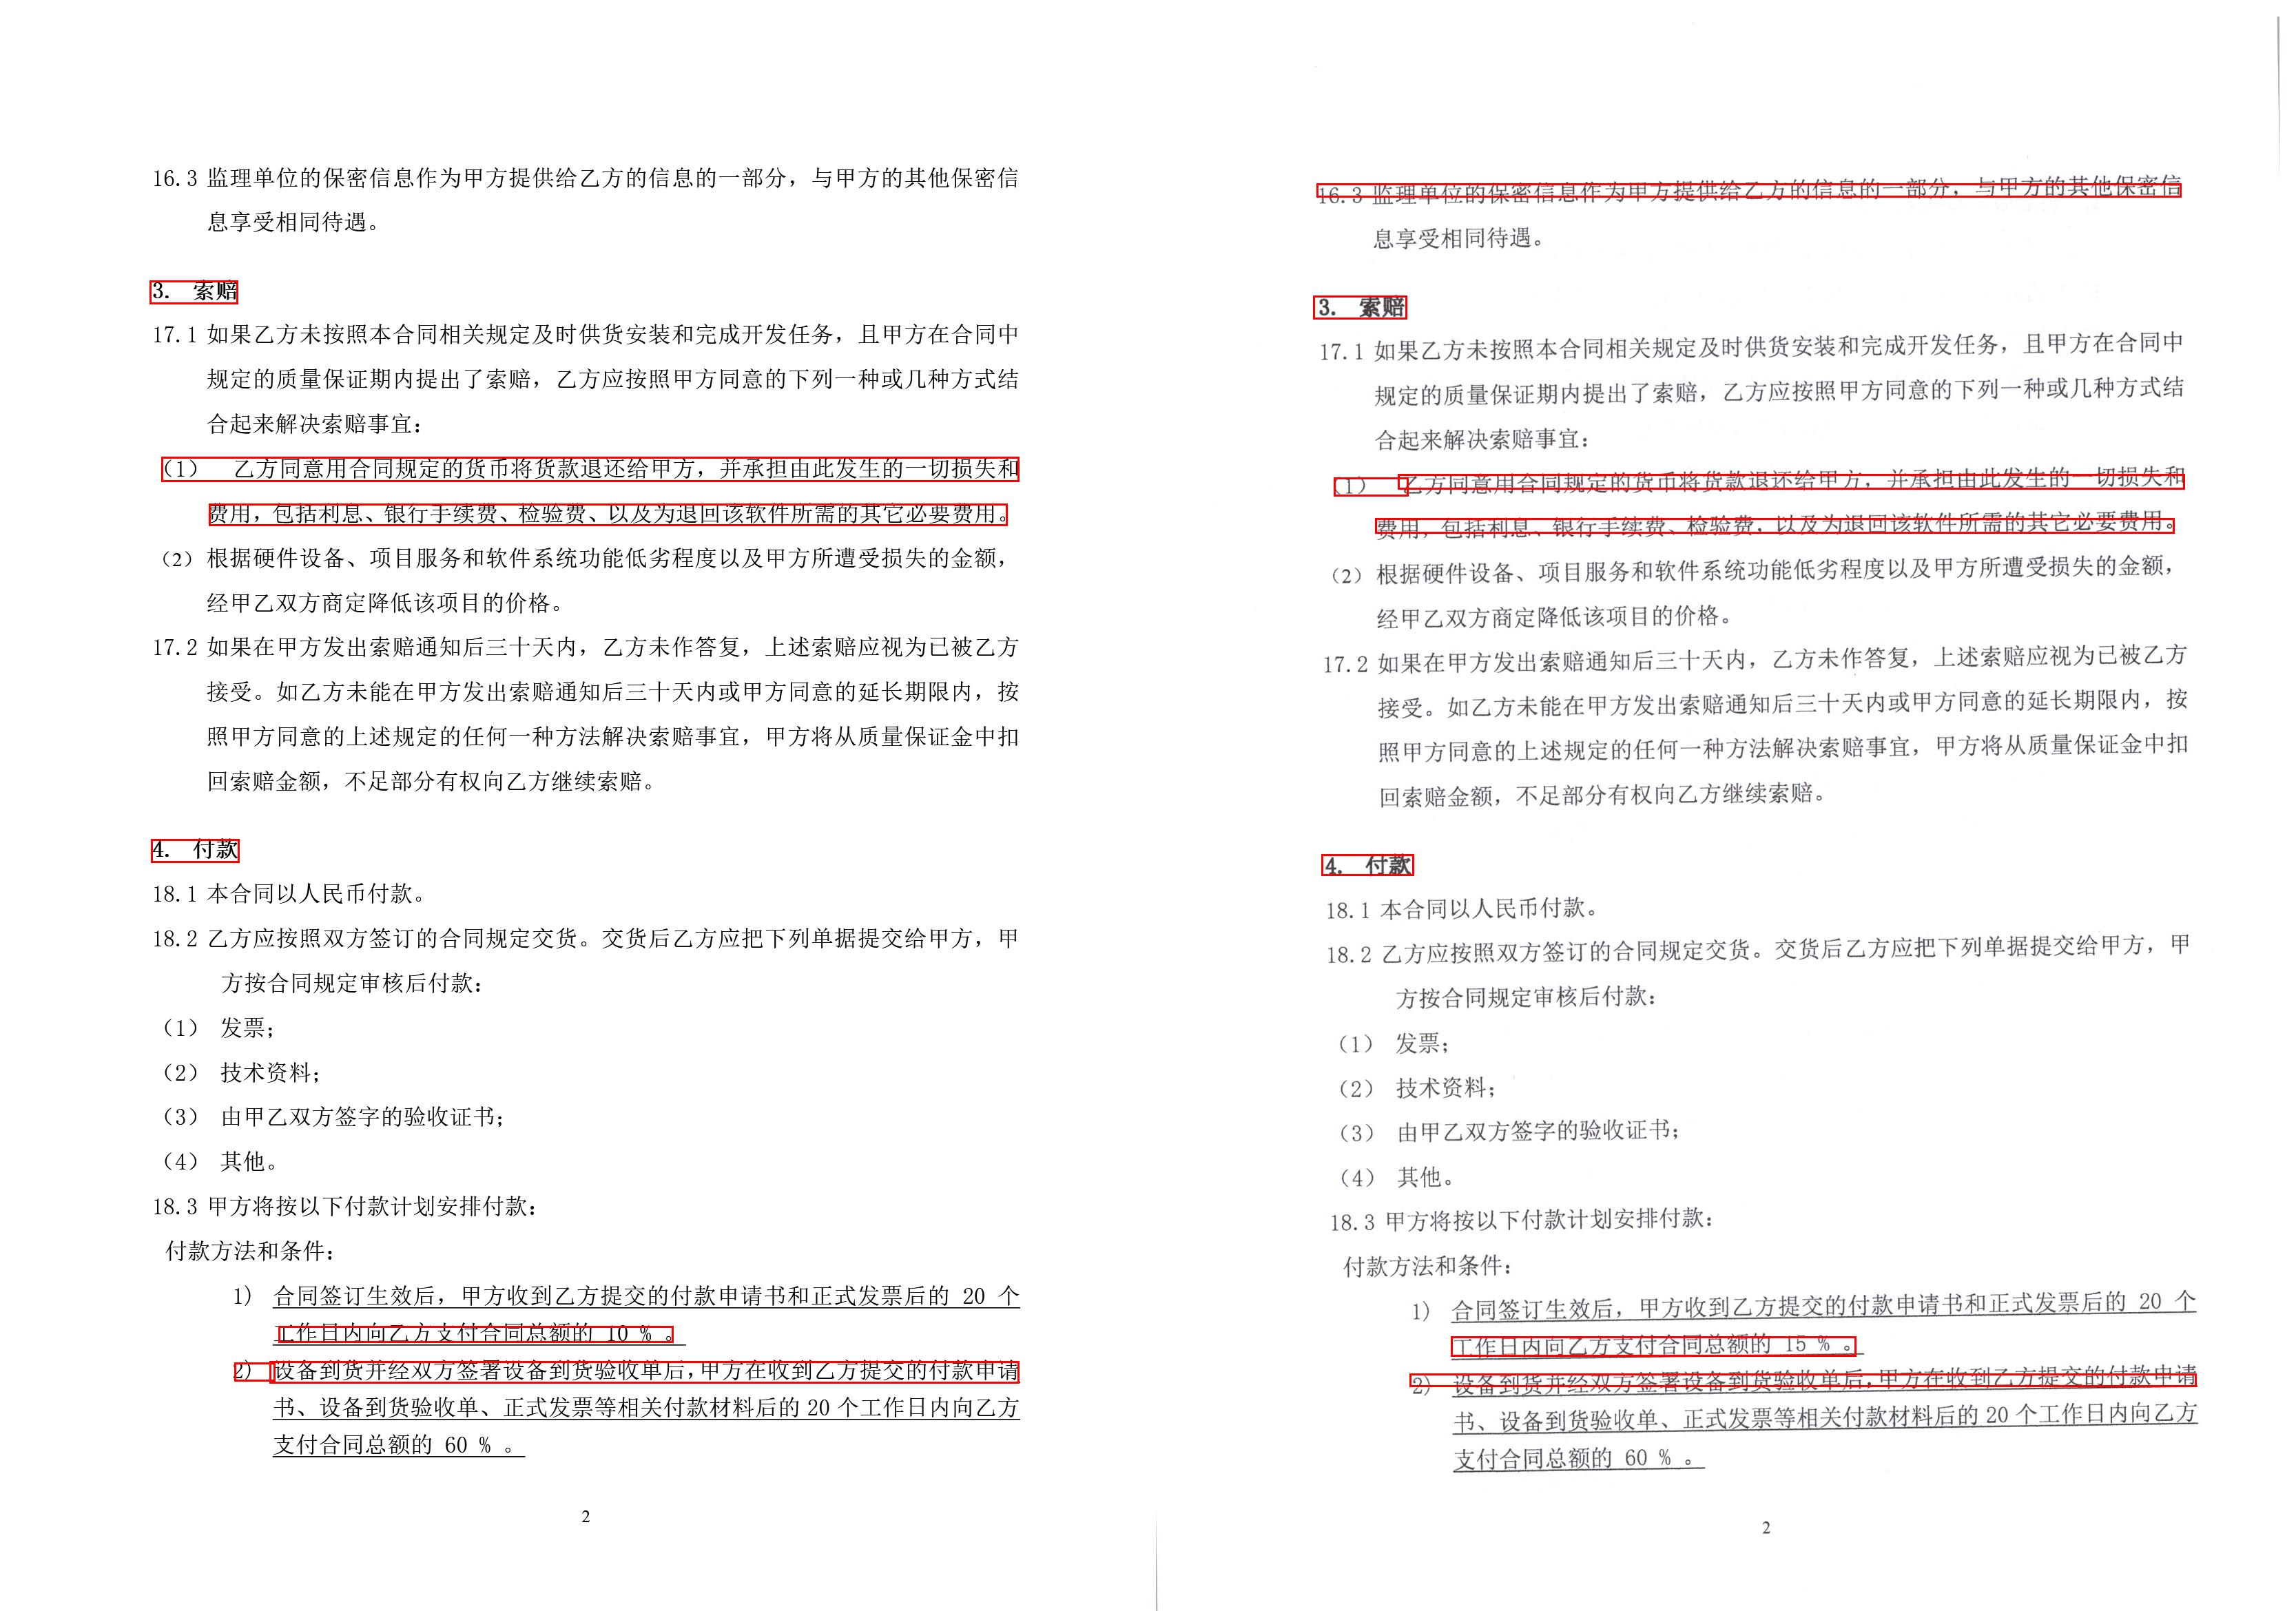 16.3 监理单位的保密信息作为甲方提供给乙方的信息的一部分，与甲方的其他保密信
息享受相同待遇。
3. 索赔
17.1 如果乙方未按照本合同相关规定及时供货安装和完成开发任务，且甲方在合同中
规定的质量保证期内提出了索赔，乙方应按照甲方同意的下列一种或几种方式结
合起来解决索赔事宜：
（1） 乙方同意用合同规定的货币将货款退还给甲方，并承担由此发生的一切损失和
费用，包括利息、银行手续费、检验费、以及为退回该软件所需的其它必要费用。
（2）根据硬件设备、项目服务和软件系统功能低劣程度以及甲方所遭受损失的金额，
经甲乙双方商定降低该项目的价格。
17.2 如果在甲方发出索赔通知后三十天内，乙方未作答复，上述索赔应视为已被乙方
接受。如乙方未能在甲方发出索赔通知后三十天内或甲方同意的延长期限内，按
照甲方同意的上述规定的任何一种方法解决索赔事宜，甲方将从质量保证金中扣
回索赔金额，不足部分有权向乙方继续索赔。
4. 付款
18.1 本合同以人民币付款。
18.2 乙方应按照双方签订的合同规定交货。交货后乙方应把下列单据提交给甲方，甲
方按合同规定审核后付款：
（1） 发票；
（2） 技术资料；
（3） 由甲乙双方签字的验收证书；
（4） 其他。
18.3 甲方将按以下付款计划安排付款：
付款方法和条件：
1) 合同签订生效后，甲方收到乙方提交的付款申请书和正式发票后的 20 个
工作日内向乙方支付合同总额的 10 % 。
2) 设备到货并经双方签署设备到货验收单后，甲方在收到乙方提交的付款申请
书、设备到货验收单、正式发票等相关付款材料后的 20 个工作日内向乙方
支付合同总额的 60 % 。
2
16.3 监理单位的保密信息作为甲方提供给乙方的信息的一部分，与甲方的其他保密信
息享受相同待遇。
3. 索赔
17.1 如果乙方未按照本合同相关规定及时供货安装和完成开发任务，且甲方在合同中
规定的质量保证期内提出了索赔，乙方应按照甲方同意的下列一种或几种方式结
合起来解决索赔事宜：
（1） 乙方同意用合同规定的货币将货款退还给甲方，并承担由此发生的一切损失和
费用，包括利息、银行手续费、检验费，以及为退回该软件所需的其它必要费用。
（2）根据硬件设备、项目服务和软件系统功能低劣程度以及甲方所遭受损失的金额，
经甲乙双方商定降低该项目的价格。
17.2 如果在甲方发出索赔通知后三十天内，乙方未作答复，上述索赔应视为已被乙方
接受。如乙方未能在甲方发出索赔通知后三十天内或甲方同意的延长期限内，按
照甲方同意的上述规定的任何一种方法解决索赔事宜，甲方将从质量保证金中扣
回索赔金额，不足部分有权向乙方继续索赔。
4. 付款
18.1 本合同以人民币付款。
18.2 乙方应按照双方签订的合同规定交货。交货后乙方应把下列单据提交给甲方，甲
方按合同规定审核后付款：
（1） 发票；
（2） 技术资料；
（3） 由甲乙双方签字的验收证书；
（4） 其他。
18.3 甲方将按以下付款计划安排付款：
付款方法和条件：
1) 合同签订生效后，甲方收到乙方提交的付款申请书和正式发票后的 20 个
工作日内向乙方支付合同总额的 15 % 。
2) 设备到货并经双方签署设备到货验收单后，甲方在收到乙方提交的付款申请
书、设备到货验收单、正式发票等相关付款材料后的 20 个工作日内向乙方
支付合同总额的 60 % 。
2